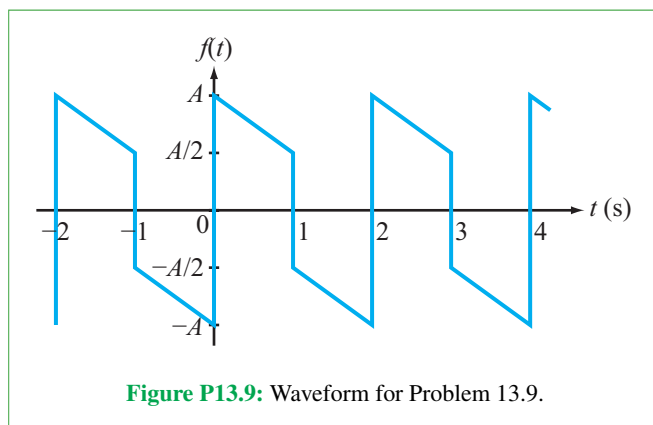 f(t)
A
A/2
0
t (s)
−2
−1
1
2
3
4
−A/2
−A
Figure P13.9: Waveform for Problem 13.9.